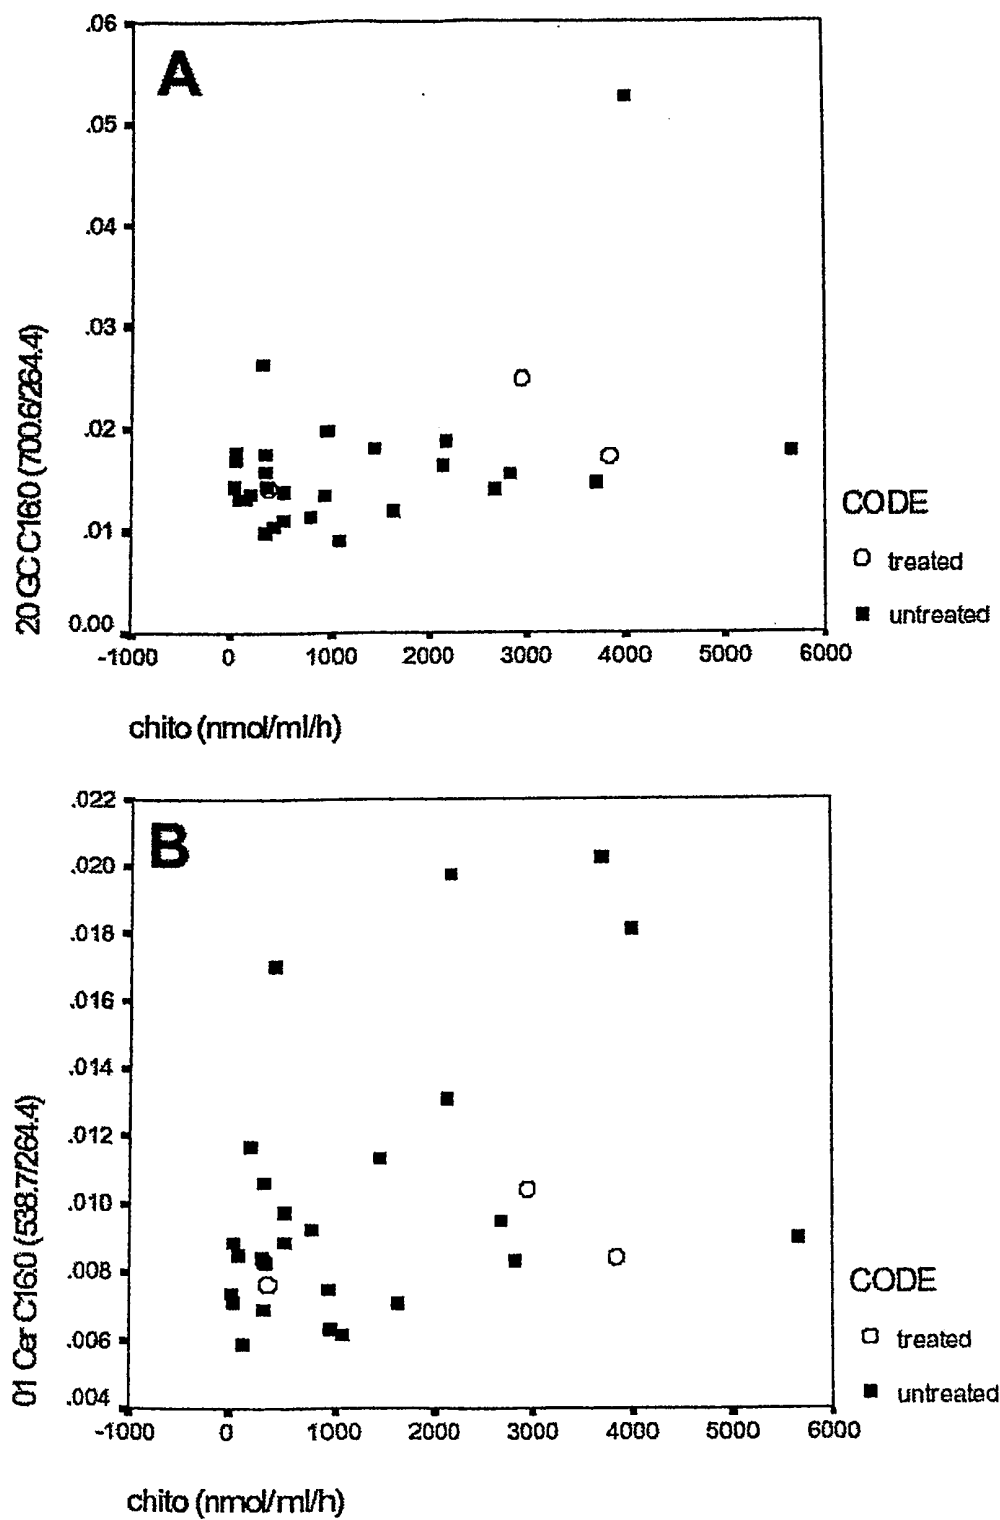 .06
A
.05
.04
.03
.02
.01
0.00
20 GC C16:0 (700.6/264.4)
-1000 0 1000 2000 3000 4000 5000 6000
chito (nmol/ml/h)
CODE
treated
untreated
.022
B
.020
.018
.016
.014
.012
.010
.008
.006
.004
01 Cer C16:0 (538.7/264.4)
-1000 0 1000 2000 3000 4000 5000 6000
chito (nmol/ml/h)
CODE
treated
untreated